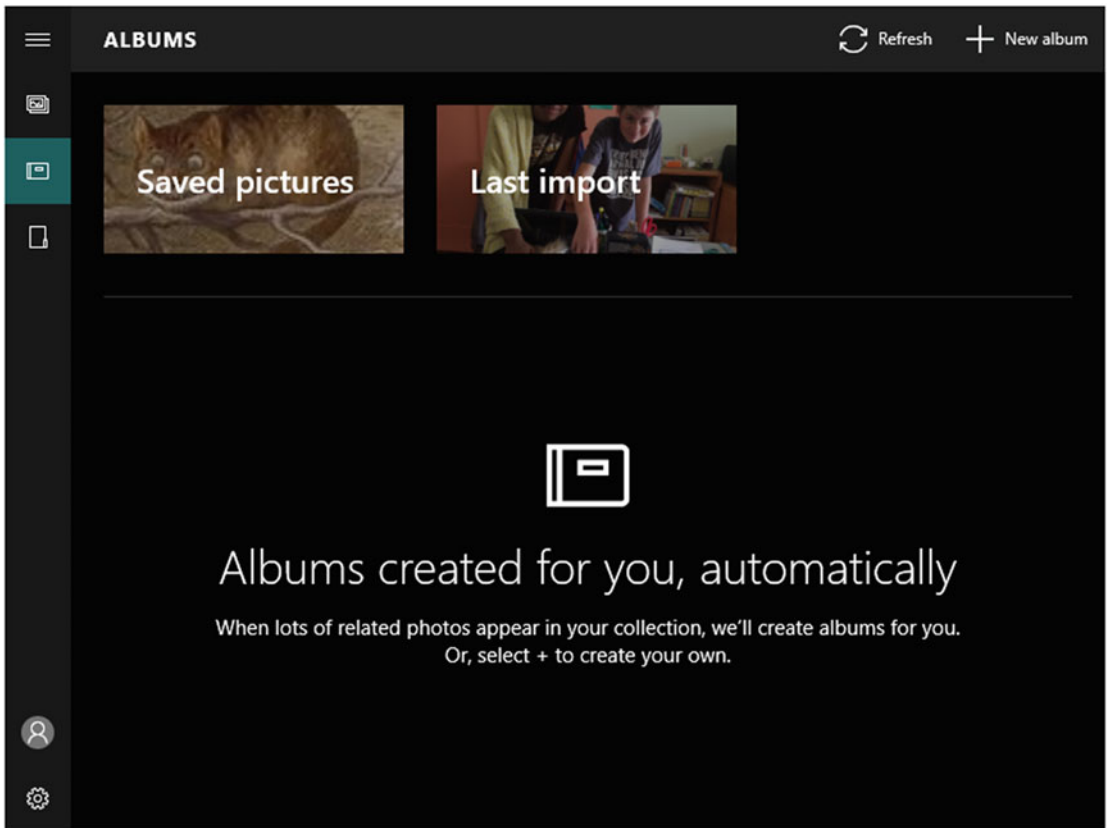 ALBUMS
Refresh
New album
Saved pictures
Last import
Albums created for you, automatically
When lots of related photos appear in your collection, we'll create albums for you.
Or, select + to create your own.